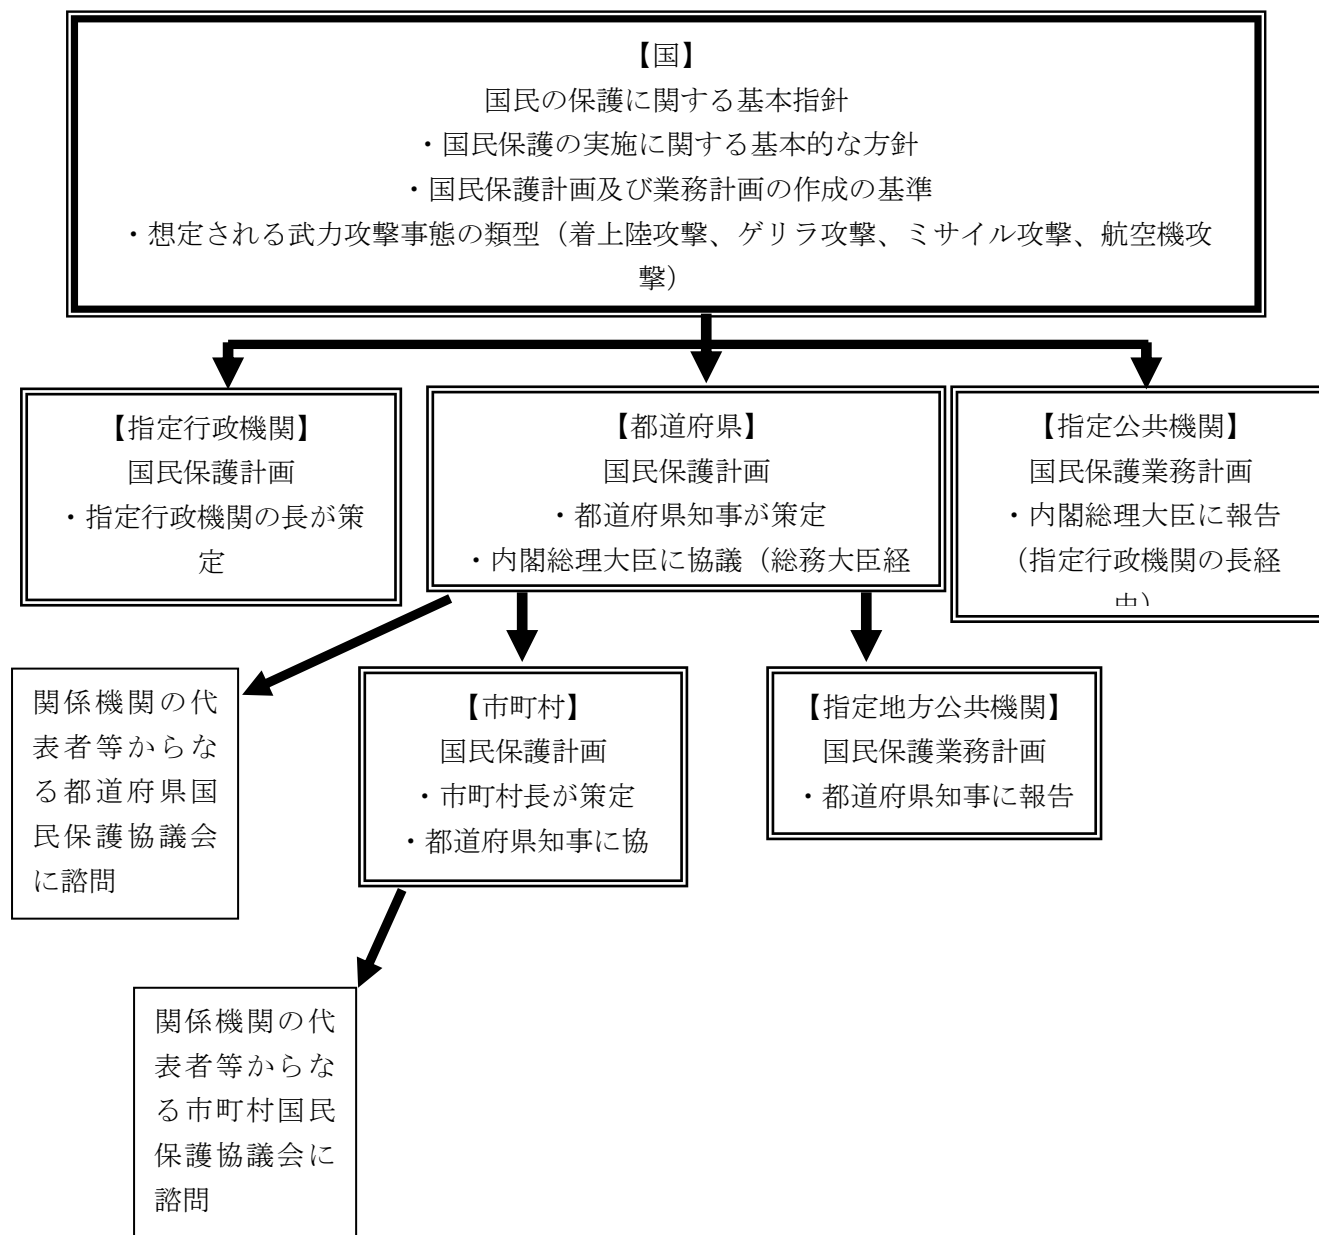 【国】
国民の保護に関する基本指針
・国民保護の実施に関する基本的な方針
・国民保護計画及び業務計画の作成の基準
・想定される武力攻撃事態の類型（着上陸攻撃、ゲリラ攻撃、ミサイル攻撃、航空機攻
撃）
【指定行政機関】
国民保護計画
・指定行政機関の長が策
定
【都道府県】
国民保護計画
・都道府県知事が策定
・内閣総理大臣に協議（総務大臣経
【指定公共機関】
国民保護業務計画
・内閣総理大臣に報告
（指定行政機関の長経
関係機関の代
表者等からな
る都道府県国
民保護協議会
に諮問
【市町村】
国民保護計画
・市町村長が策定
・都道府県知事に協
【指定地方公共機関】
国民保護業務計画
・都道府県知事に報告
関係機関の代
表者等からな
る市町村国民
保護協議会に
諮問